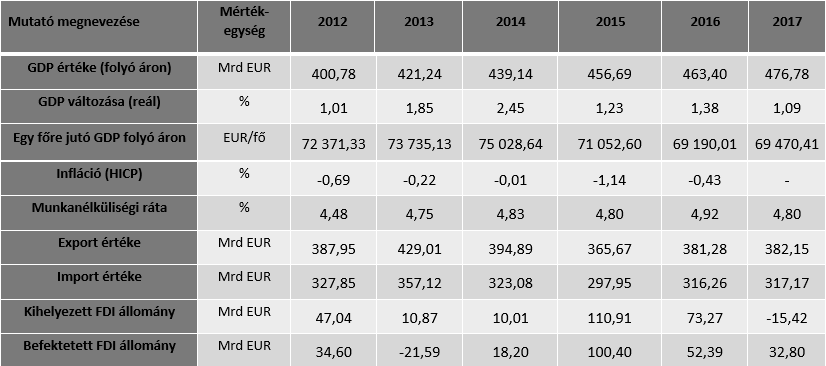 Mutató megnevezése Mérték-egység 2012 2013 2014 2015 2016 2017
GDP értéke (folyó áron) Mrd EUR 400,78 421,24 439,14 456,69 463,40 476,78
GDP változása (reál) % 1,01 1,85 2,45 1,23 1,38 1,09
Egy főre jutó GDP folyó áron EUR/fő 72 371,33 73 735,13 75 028,64 71 052,60 69 190,01 69 470,41
Infláció (HICP) % -0,69 -0,22 -0,01 -1,14 -0,43 -
Munkanélküliségi ráta % 4,48 4,75 4,83 4,80 4,92 4,80
Export értéke Mrd EUR 387,95 429,01 394,89 365,67 381,28 382,15
Import értéke Mrd EUR 327,85 357,12 323,08 297,95 316,26 317,17
Kihelyezett FDI állomány Mrd EUR 47,04 10,87 10,01 110,91 73,27 -15,42
Befektetett FDI állomány Mrd EUR 34,60 -21,59 18,20 100,40 52,39 32,80